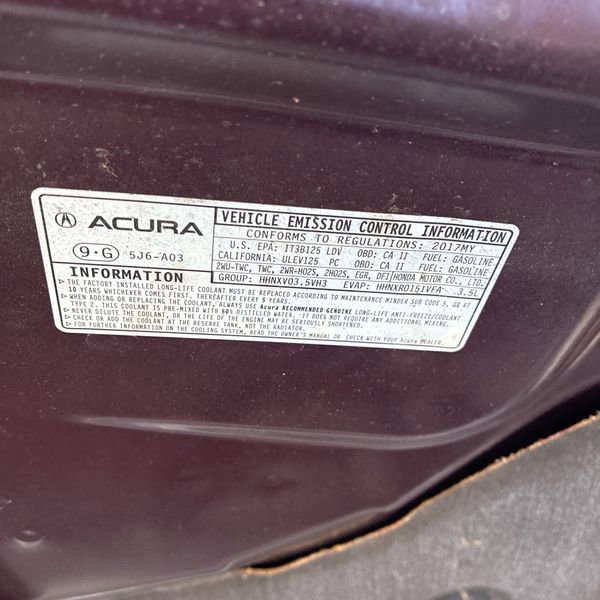 ACURA
9·G 5J6-A03
VEHICLE EMISSION CONTROL INFORMATION
CONFORMS TO REGULATIONS: 2017MY
U.S. EPA: IT3B125 LDV OBD: CA II FUEL: GASOLINE
CALIFORNIA: ULEV125 PC OBD: CA II FUEL: GASOLINE
2WU-TWC, TWC, 2WR-HO2S, 2HO2S, EGR, DFI HONDA MOTOR CO., LTD.
GROUP: HHNXV03.5VH3 EVAP: HHNXR0151VFA 3.5L
INFORMATION
▷ THE FACTORY INSTALLED LONG-LIFE COOLANT MUST BE REPLACED ACCORDING TO MAINTENANCE MINDER SUB CODE 5, OR AT
10 YEARS WHICHEVER COMES FIRST. THEREAFTER EVERY 5 YEARS.
▷ WHEN ADDING OR REPLACING THE COOLANT, ALWAYS USE Acura RECOMMENDED GENUINE LONG-LIFE ANTI-FREEZE/COOLANT
TYPE 2. THIS COOLANT IS PRE-MIXED WITH 50% DISTILLED WATER. IT DOES NOT REQUIRE ANY ADDITIONAL MIXING.
▷ NEVER DILUTE THE COOLANT, OR THE LIFE OF THE ENGINE MAY BE SERIOUSLY SHORTENED.
▷ CHECK OR ADD THE COOLANT AT THE RESERVE TANK, NOT THE RADIATOR.
▷ FOR FURTHER INFORMATION ON THE COOLING SYSTEM, READ THE OWNER'S MANUAL OR CHECK WITH YOUR Acura DEALER.